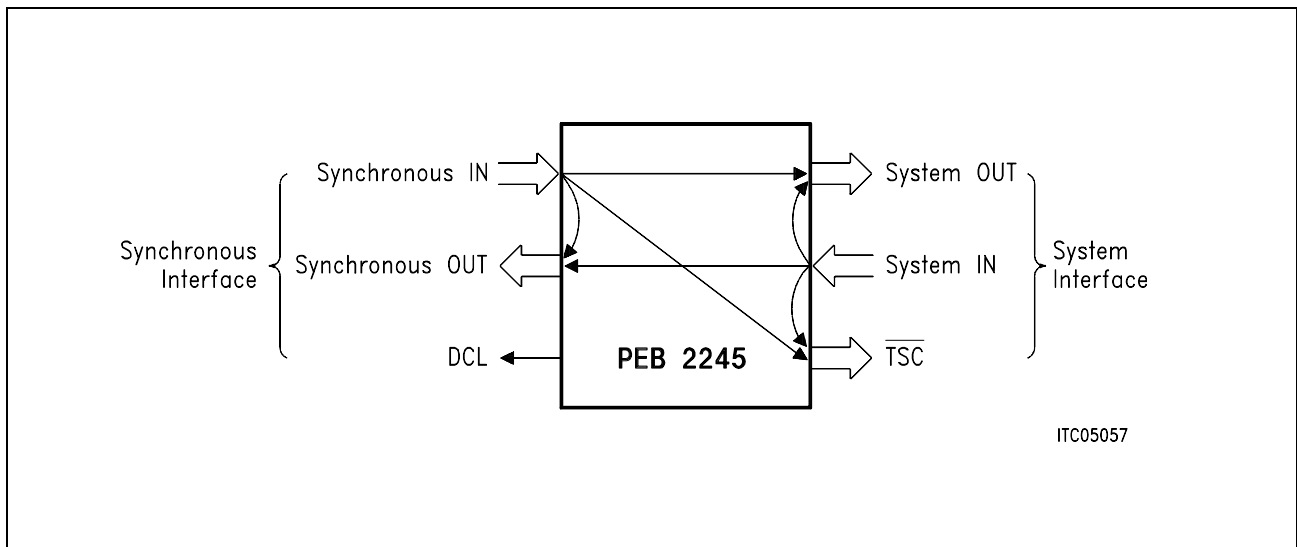 Synchronous IN
System OUT
Synchronous
Interface
Synchronous OUT
System IN
System
Interface
DCL
PEB 2245
TSC
ITC05057